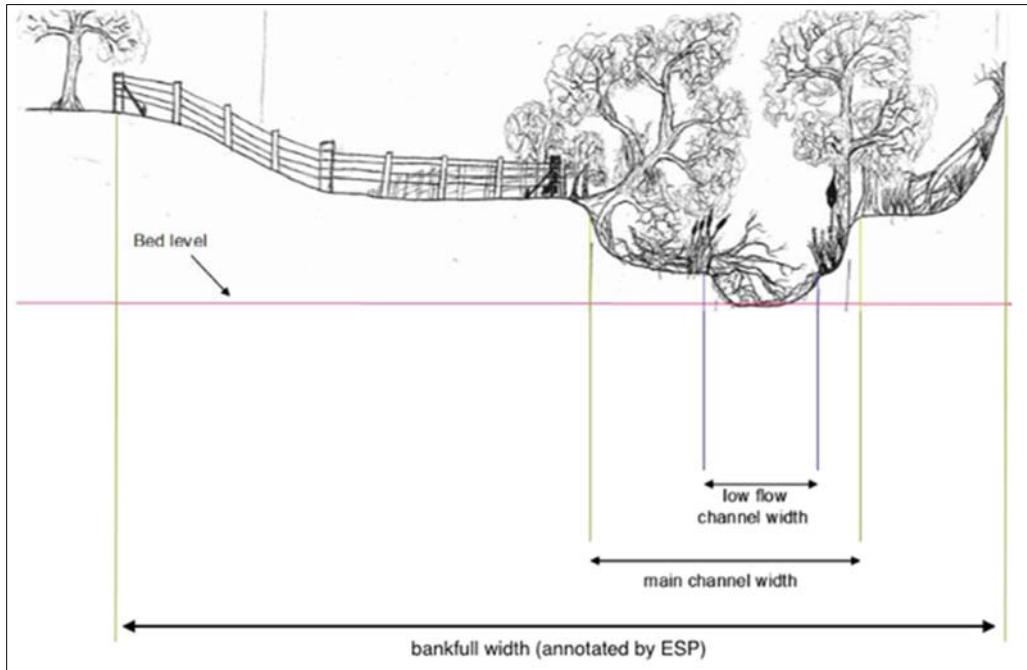 Bed level
low flow
channel width
main channel width
bankfull width (annotated by ESP)